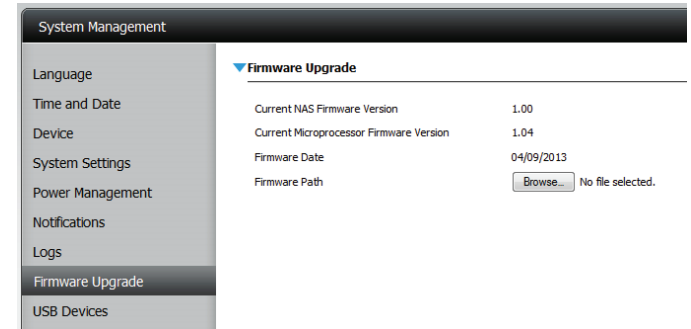 System Management
Language
Time and Date
Device
System Settings
Power Management
Notifications
Logs
Firmware Upgrade
USB Devices
Firmware Upgrade
Current NAS Firmware Version 1.00
Current Microprocessor Firmware Version 1.04
Firmware Date 04/09/2013
Firmware Path Browse... No file selected.